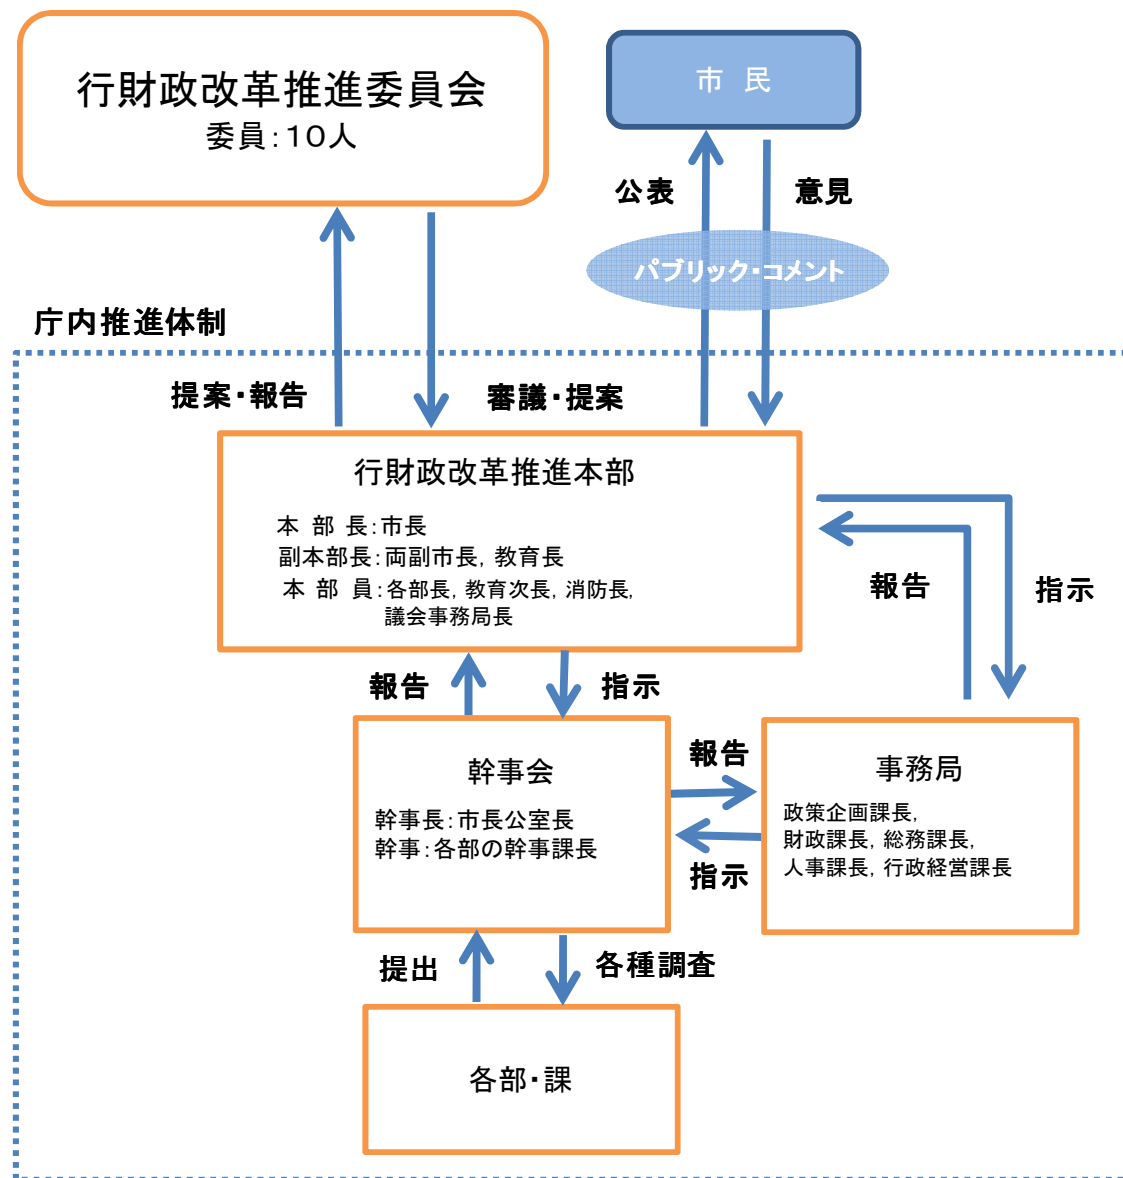 行財政改革推進委員会
委員:10人
市 民
公表
意見
パブリック・コメント
庁内推進体制
提案・報告
審議・提案
行財政改革推進本部
本 部 長:市長
副本部長:両副市長, 教育長
本 部 員:各部長, 教育次長, 消防長,
議会事務局長
報告
指示
報告
指示
幹事会
幹事長:市長公室長
幹事:各部の幹事課長
報告
指示
事務局
政策企画課長,
財政課長, 総務課長,
人事課長, 行政経営課長
提出
各種調査
各部・課